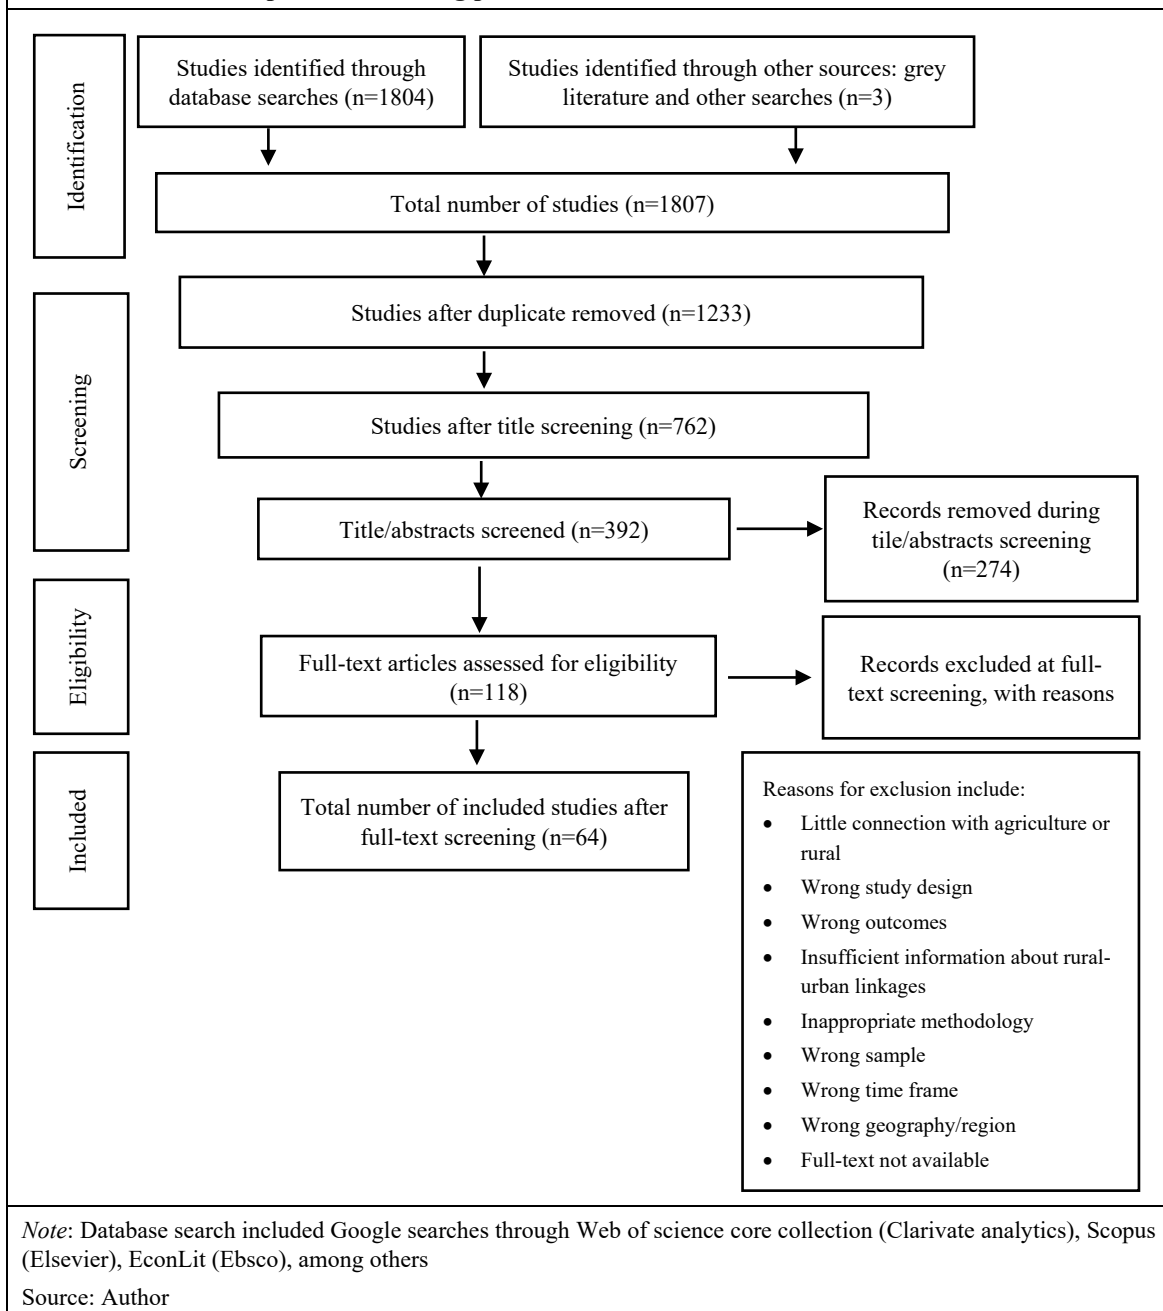 Identification
Studies identified through
database searches (n=1804)
Studies identified through other sources: grey
literature and other searches (n=3)
Total number of studies (n=1807)
Screening
Studies after duplicate removed (n=1233)
Studies after title screening (n=762)
Title/abstracts screened (n=392)
Records removed during
tile/abstracts screening
(n=274)
Eligibility
Full-text articles assessed for eligibility
(n=118)
Records excluded at full-
text screening, with reasons
Included
Total number of included studies after
full-text screening (n=64)
Reasons for exclusion include:
• Little connection with agriculture or
rural
• Wrong study design
• Wrong outcomes
• Insufficient information about rural-
urban linkages
• Inappropriate methodology
• Wrong sample
• Wrong time frame
• Wrong geography/region
• Full-text not available
Note: Database search included Google searches through Web of science core collection (Clarivate analytics), Scopus
(Elsevier), EconLit (Ebsco), among others
Source: Author